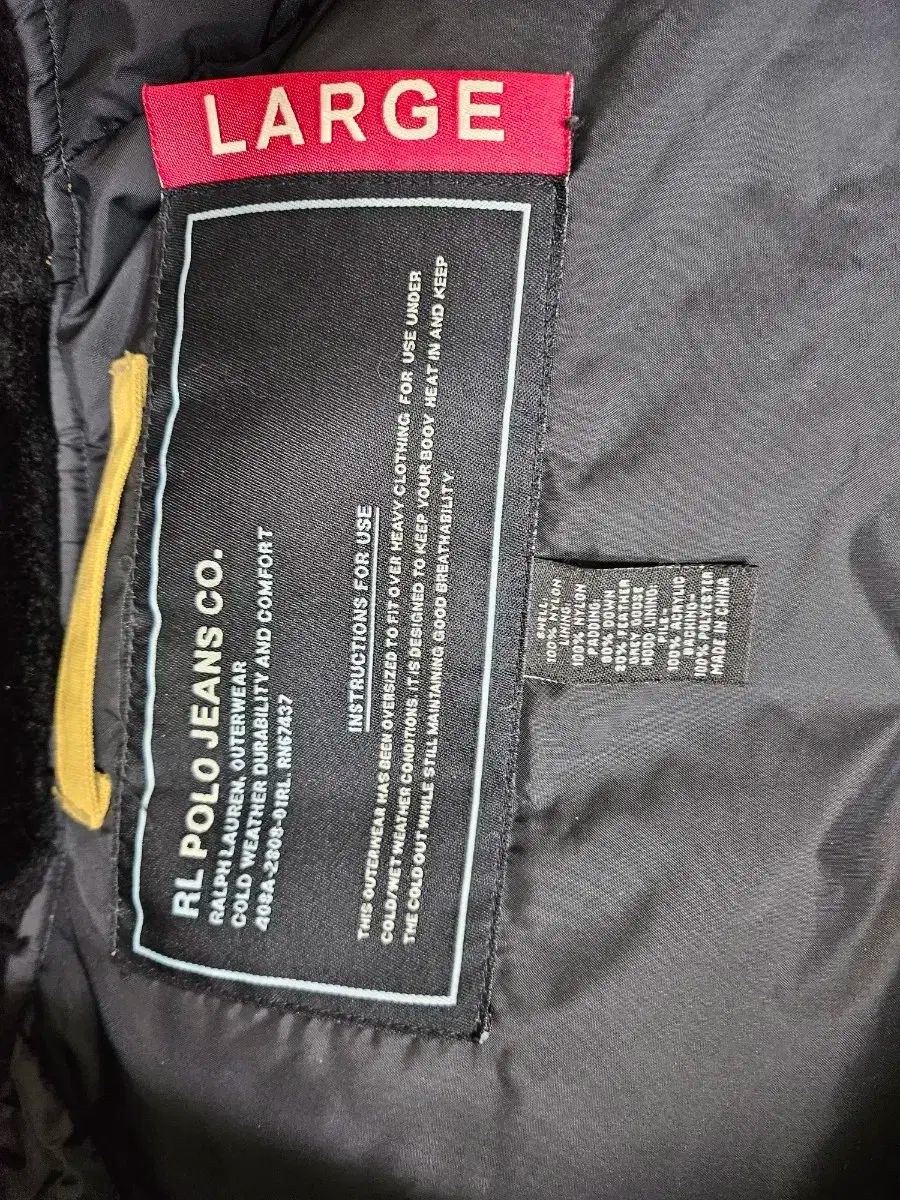 LARGE
RL POLO JEANS CO.
RALPH LAUREN, OUTERWEAR
COLD WEATHER DURABILITY AND COMFORT
408A-2808-01RL. RN67437
INSTRUCTIONS FOR USE
THIS OUTERWEAR HAS BEEN OVERSIZED TO FIT OVER HEAVY CLOTHING FOR USE UNDER
COLD/WET WEATHER CONDITIONS. IT IS DESIGNED TO KEEP YOUR BODY HEAT IN AND KEEP
THE COLD OUT WHILE STILL MAINTAINING GOOD BREATHABILITY.
SHELL:
100% NYLON
LINING:
100% NYLON
PADDING:
80% DOWN
20% FEATHER
GREY GOOSE
HOOD LINING:
PILE-
100% ACRYLIC
BACKING-
100% POLYESTER
MADE IN CHINA